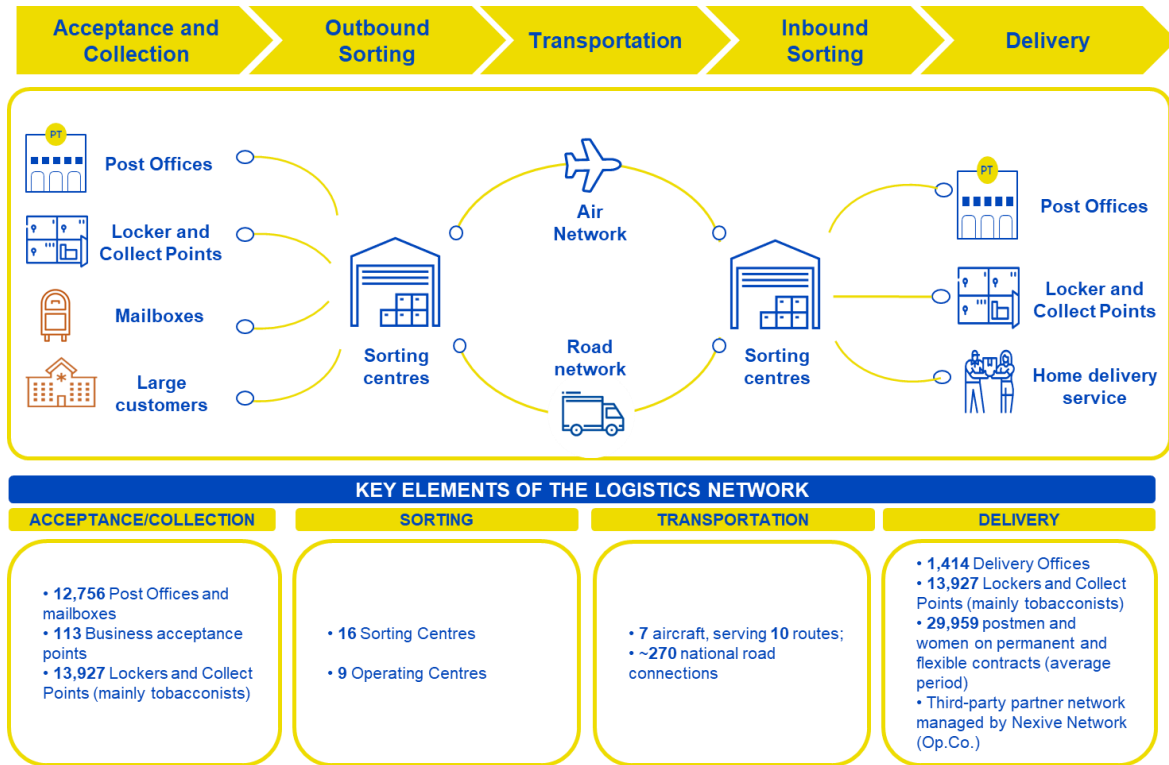 Acceptance and
Collection
Outbound
Sorting
Transportation
Inbound
Sorting
Delivery
PT
Post Offices
Locker and
Collect Points
Mailboxes
Large
customers
Sorting
centres
Air
Network
Road
network
Sorting
centres
PT
Post Offices
Locker and
Collect Points
Home delivery
service
KEY ELEMENTS OF THE LOGISTICS NETWORK
ACCEPTANCE/COLLECTION
• 12,756 Post Offices and
mailboxes
• 113 Business acceptance
points
• 13,927 Lockers and Collect
Points (mainly tobacconists)
SORTING
• 16 Sorting Centres
• 9 Operating Centres
TRANSPORTATION
• 7 aircraft, serving 10 routes;
• ~270 national road
connections
DELIVERY
• 1,414 Delivery Offices
• 13,927 Lockers and Collect
Points (mainly tobacconists)
• 29,959 postmen and
women on permanent and
flexible contracts (average
period)
• Third-party partner network
managed by Nexive Network
(Op.Co.)